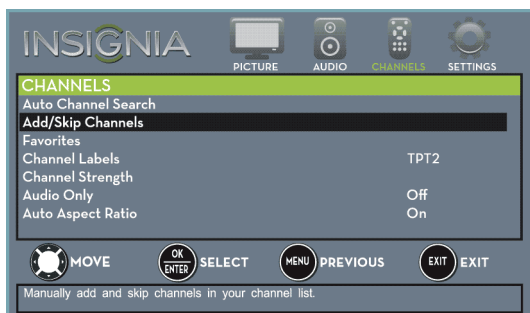 INSIGNIA
PICTURE AUDIO CHANNELS SETTINGS
CHANNELS
Auto Channel Search
Add/Skip Channels
Favorites
Channel Labels TPT2
Channel Strength
Audio Only Off
Auto Aspect Ratio On
MOVE OK ENTER SELECT MENU PREVIOUS EXIT EXIT
Manually add and skip channels in your channel list.